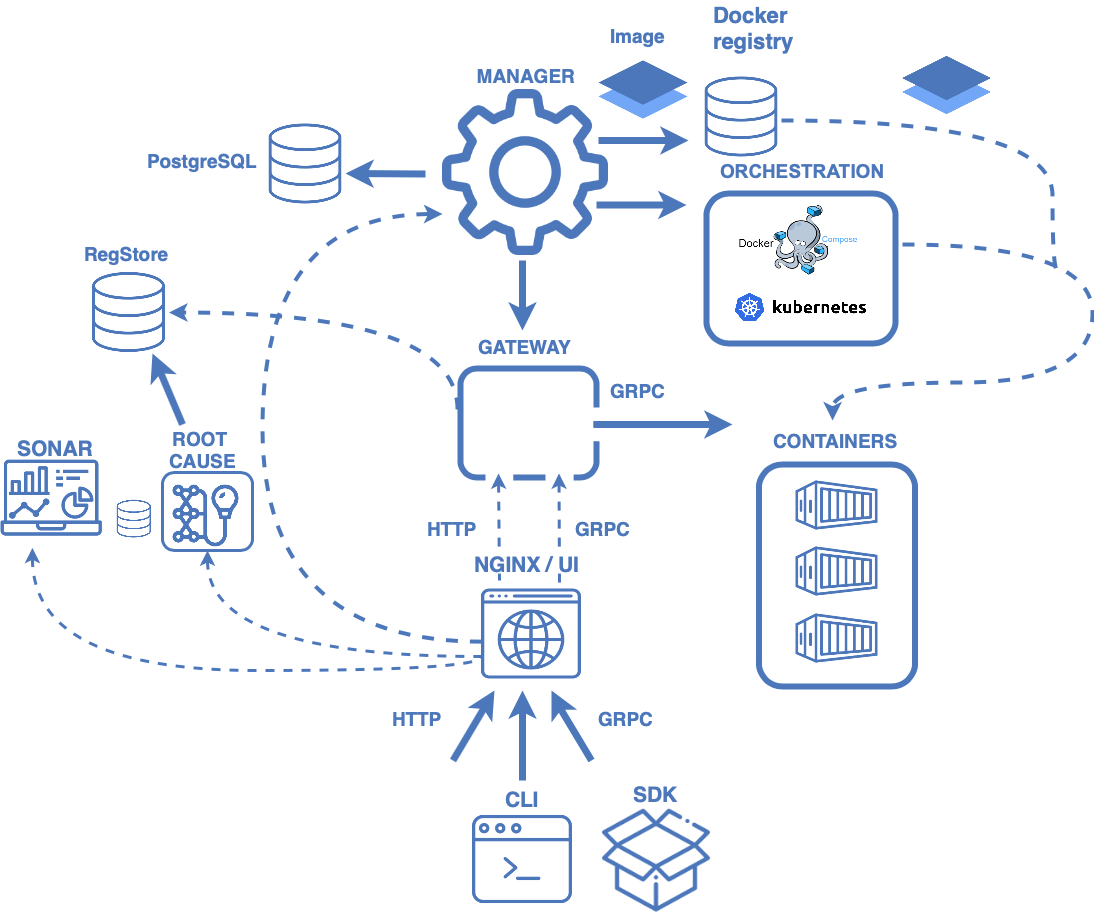 Docker
registry
Image
MANAGER
PostgreSQL
ORCHESTRATION
Docker
Compose
RegStore
kubernetes
GATEWAY
GRPC
SONAR
ROOT
CAUSE
CONTAINERS
HTTP
GRPC
NGINX / UI
HTTP
GRPC
CLI
SDK